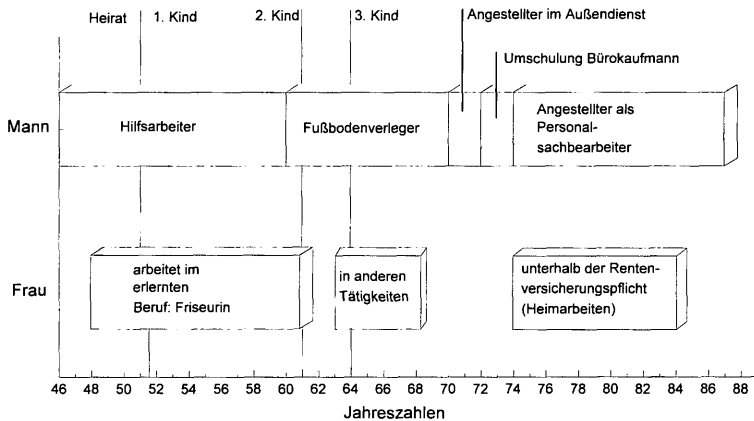 Heirat 1. Kind 2. Kind 3. Kind Angestellter im Außendienst
Umschulung Bürokaufmann
Mann
Hilfsarbeiter
Fußbodenverleger
Angestellter als
Personal-
sachbearbeiter
Frau
arbeitet im
erlernten
Beruf: Friseurin
in anderen
Tätigkeiten
unterhalb der Renten-
versicherungspflicht
(Heimarbeiten)
46 48 50 52 54 56 58 60 62 64 66 68 70 72 74 76 78 80 82 84 86 88
Jahreszahlen